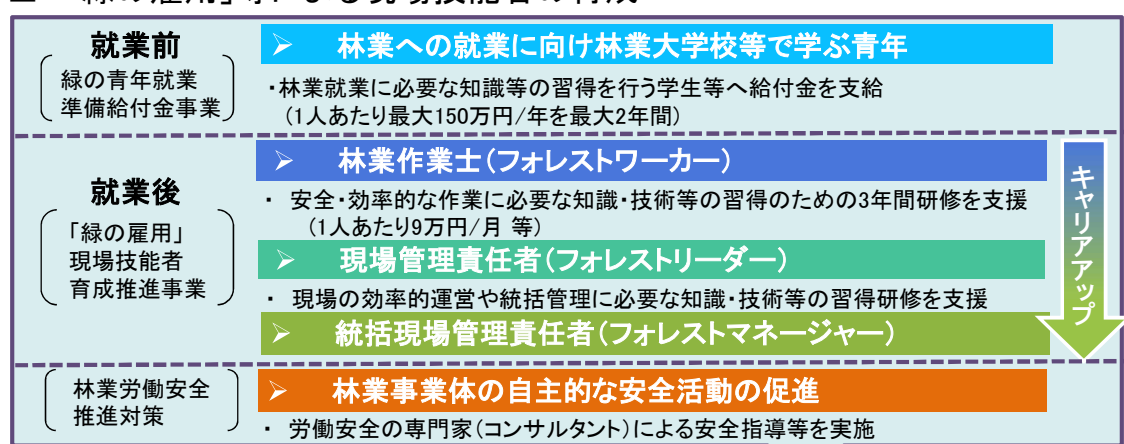 就業前
緑の青年就業
準備給付金事業
➢ 林業への就業に向け林業大学校等で学ぶ青年
・林業就業に必要な知識等の習得を行う学生等へ給付金を支給
(1人あたり最大150万円/年を最大2年間)
就業後
「緑の雇用」
現場技能者
育成推進事業
➢ 林業作業士(フォレストワーカー)
・ 安全・効率的な作業に必要な知識・技術等の習得のための3年間研修を支援
(1人あたり9万円/月 等)
➢ 現場管理責任者(フォレストリーダー)
・ 現場の効率的運営や統括管理に必要な知識・技術等の習得研修を支援
➢ 統括現場管理責任者(フォレストマネージャー)
キャリアアップ
林業労働安全
推進対策
➢ 林業事業体の自主的な安全活動の促進
・ 労働安全の専門家(コンサルタント)による安全指導等を実施